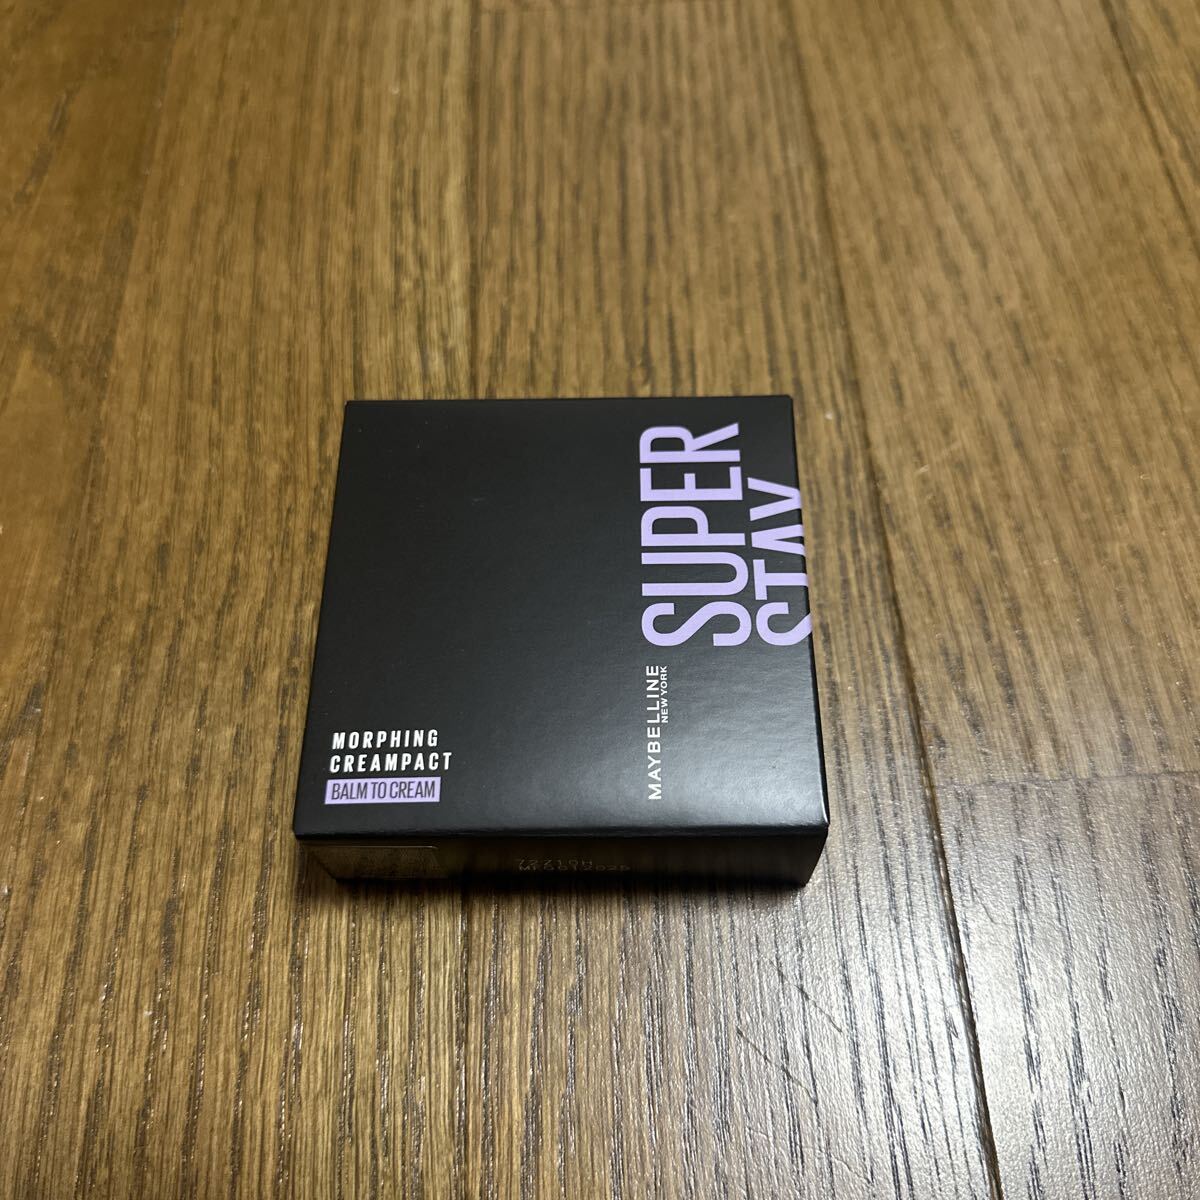 SUPER
STAY
MAYBELLINE
NEW YORK
MORPHING
CREAMPACT
BALM TO CREAM